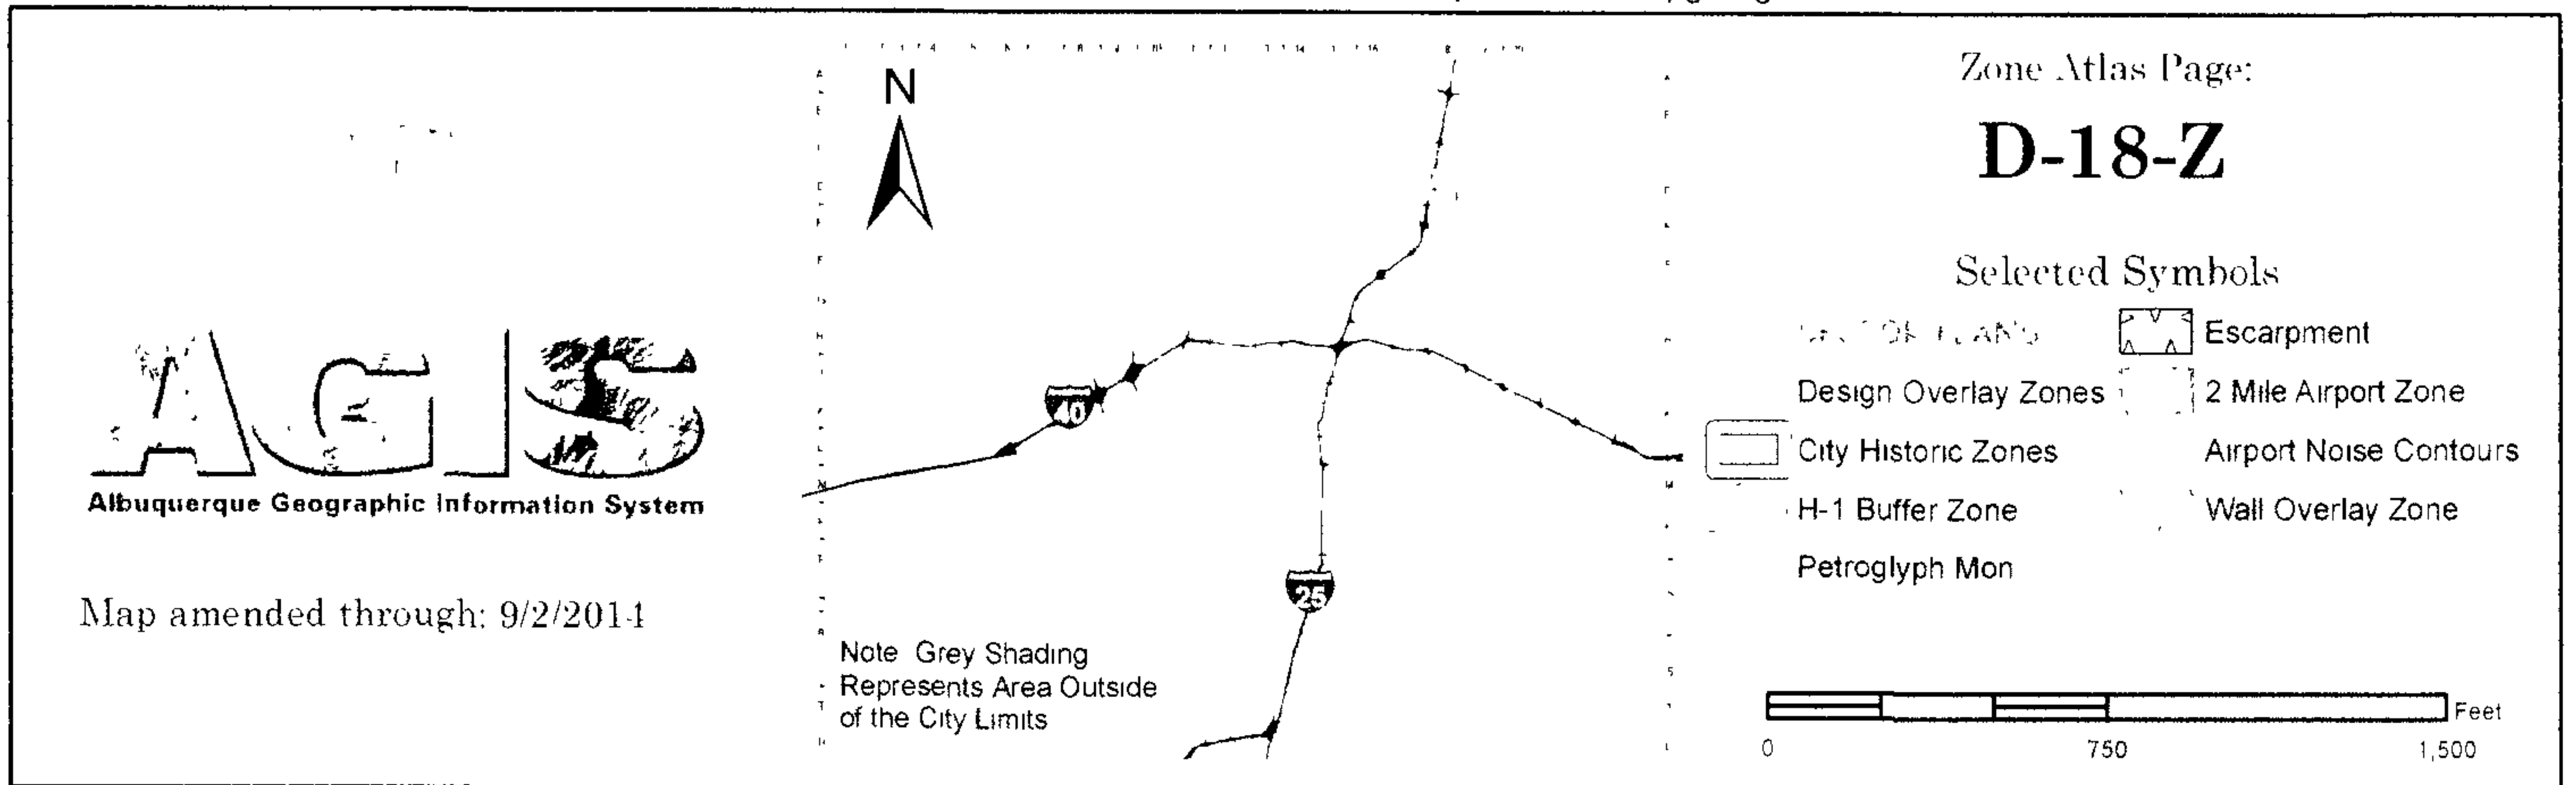 AGIS
Albuquerque Geographic Information System
Map amended through: 9/2/2014
N
40
25
Note Grey Shading
Represents Area Outside
of the City Limits
Zone Atlas Page:
D-18-Z
Selected Symbols
SECTOR PLANS
Escarpment
Design Overlay Zones
2 Mile Airport Zone
City Historic Zones
Airport Noise Contours
H-1 Buffer Zone
Wall Overlay Zone
Petroglyph Mon
Feet
0
750
1,500